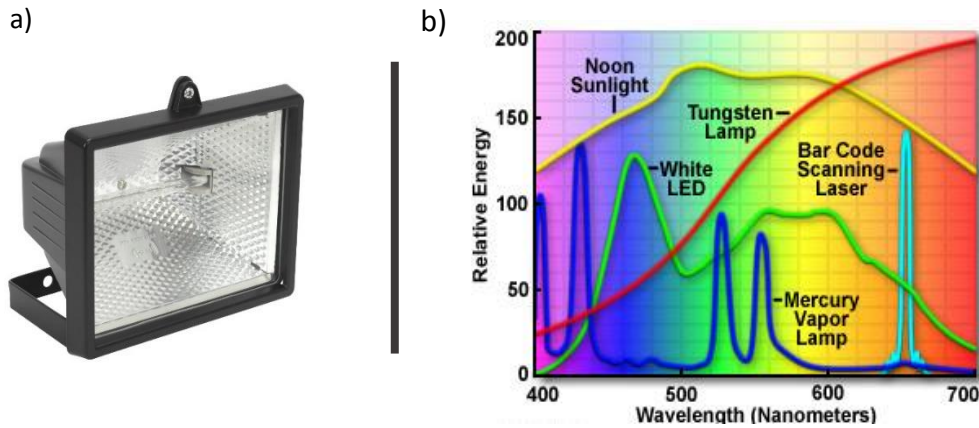 a)
b)
200
150
100
50
0
Relative Energy
Noon
Sunlight
Tungsten
Lamp
White
LED
Bar Code
Scanning
Laser
Mercury
Vapor
Lamp
400
500
600
700
Wavelength (Nanometers)